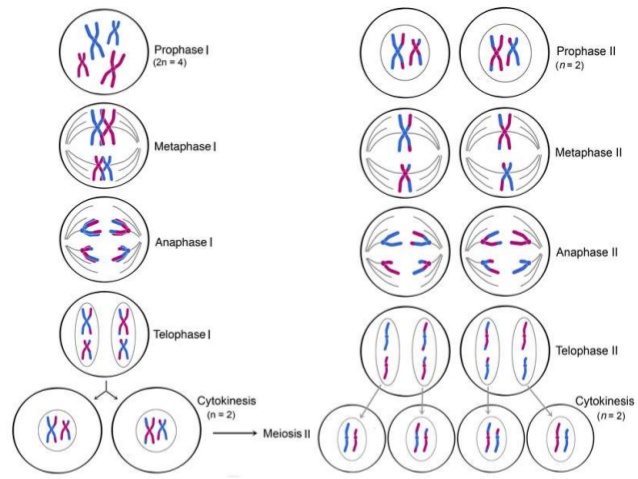 Prophase I
(2n = 4)
Metaphase I
Anaphase I
Telophase I
Cytokinesis
(n = 2)
Meiosis II
Prophase II
(n = 2)
Metaphase II
Anaphase II
Telophase II
Cytokinesis
(n = 2)